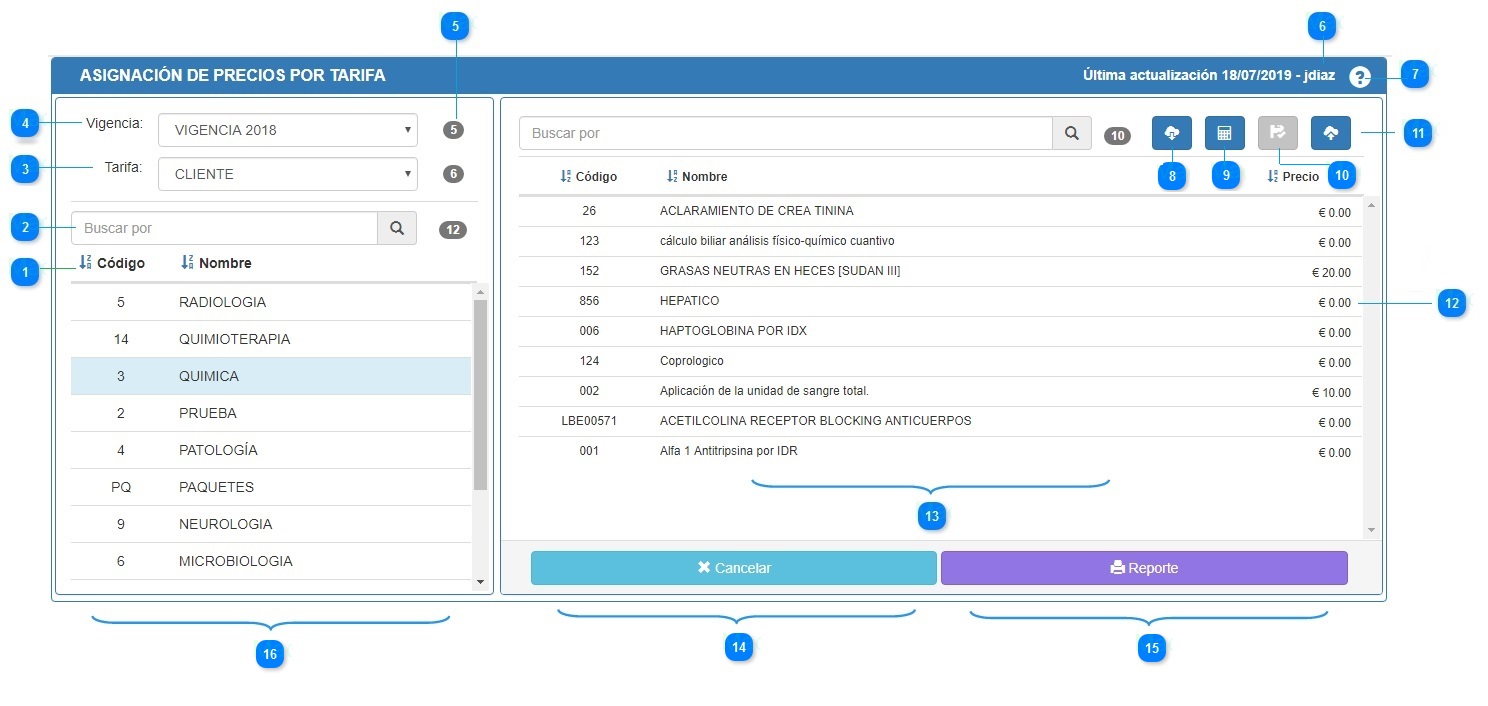 5
6
ASIGNACIÓN DE PRECIOS POR TARIFA
Última actualización 18/07/2019 - jdiaz
?
7
4
Vigencia:
VIGENCIA 2018
5
3
Tarifa:
CLIENTE
6
2
Buscar por
12
1
Código
Nombre
5 RADIOLOGIA
14 QUIMIOTERAPIA
3 QUIMICA
2 PRUEBA
4 PATOLOGÍA
PQ PAQUETES
9 NEUROLOGIA
6 MICROBIOLOGIA
16
Buscar por
10
11
8
9
10
Código Nombre Precio
26 ACLARAMIENTO DE CREA TININA € 0.00
123 cálculo biliar análisis físico-químico cuantivo € 0.00
152 GRASAS NEUTRAS EN HECES [SUDAN III] € 20.00
856 HEPATICO € 0.00
12
006 HAPTOGLOBINA POR IDX € 0.00
124 Coprologico € 0.00
002 Aplicación de la unidad de sangre total. € 10.00
LBE00571 ACETILCOLINA RECEPTOR BLOCKING ANTICUERPOS € 0.00
001 Alfa 1 Antitripsina por IDR € 0.00
13
Cancelar
Reporte
14
15